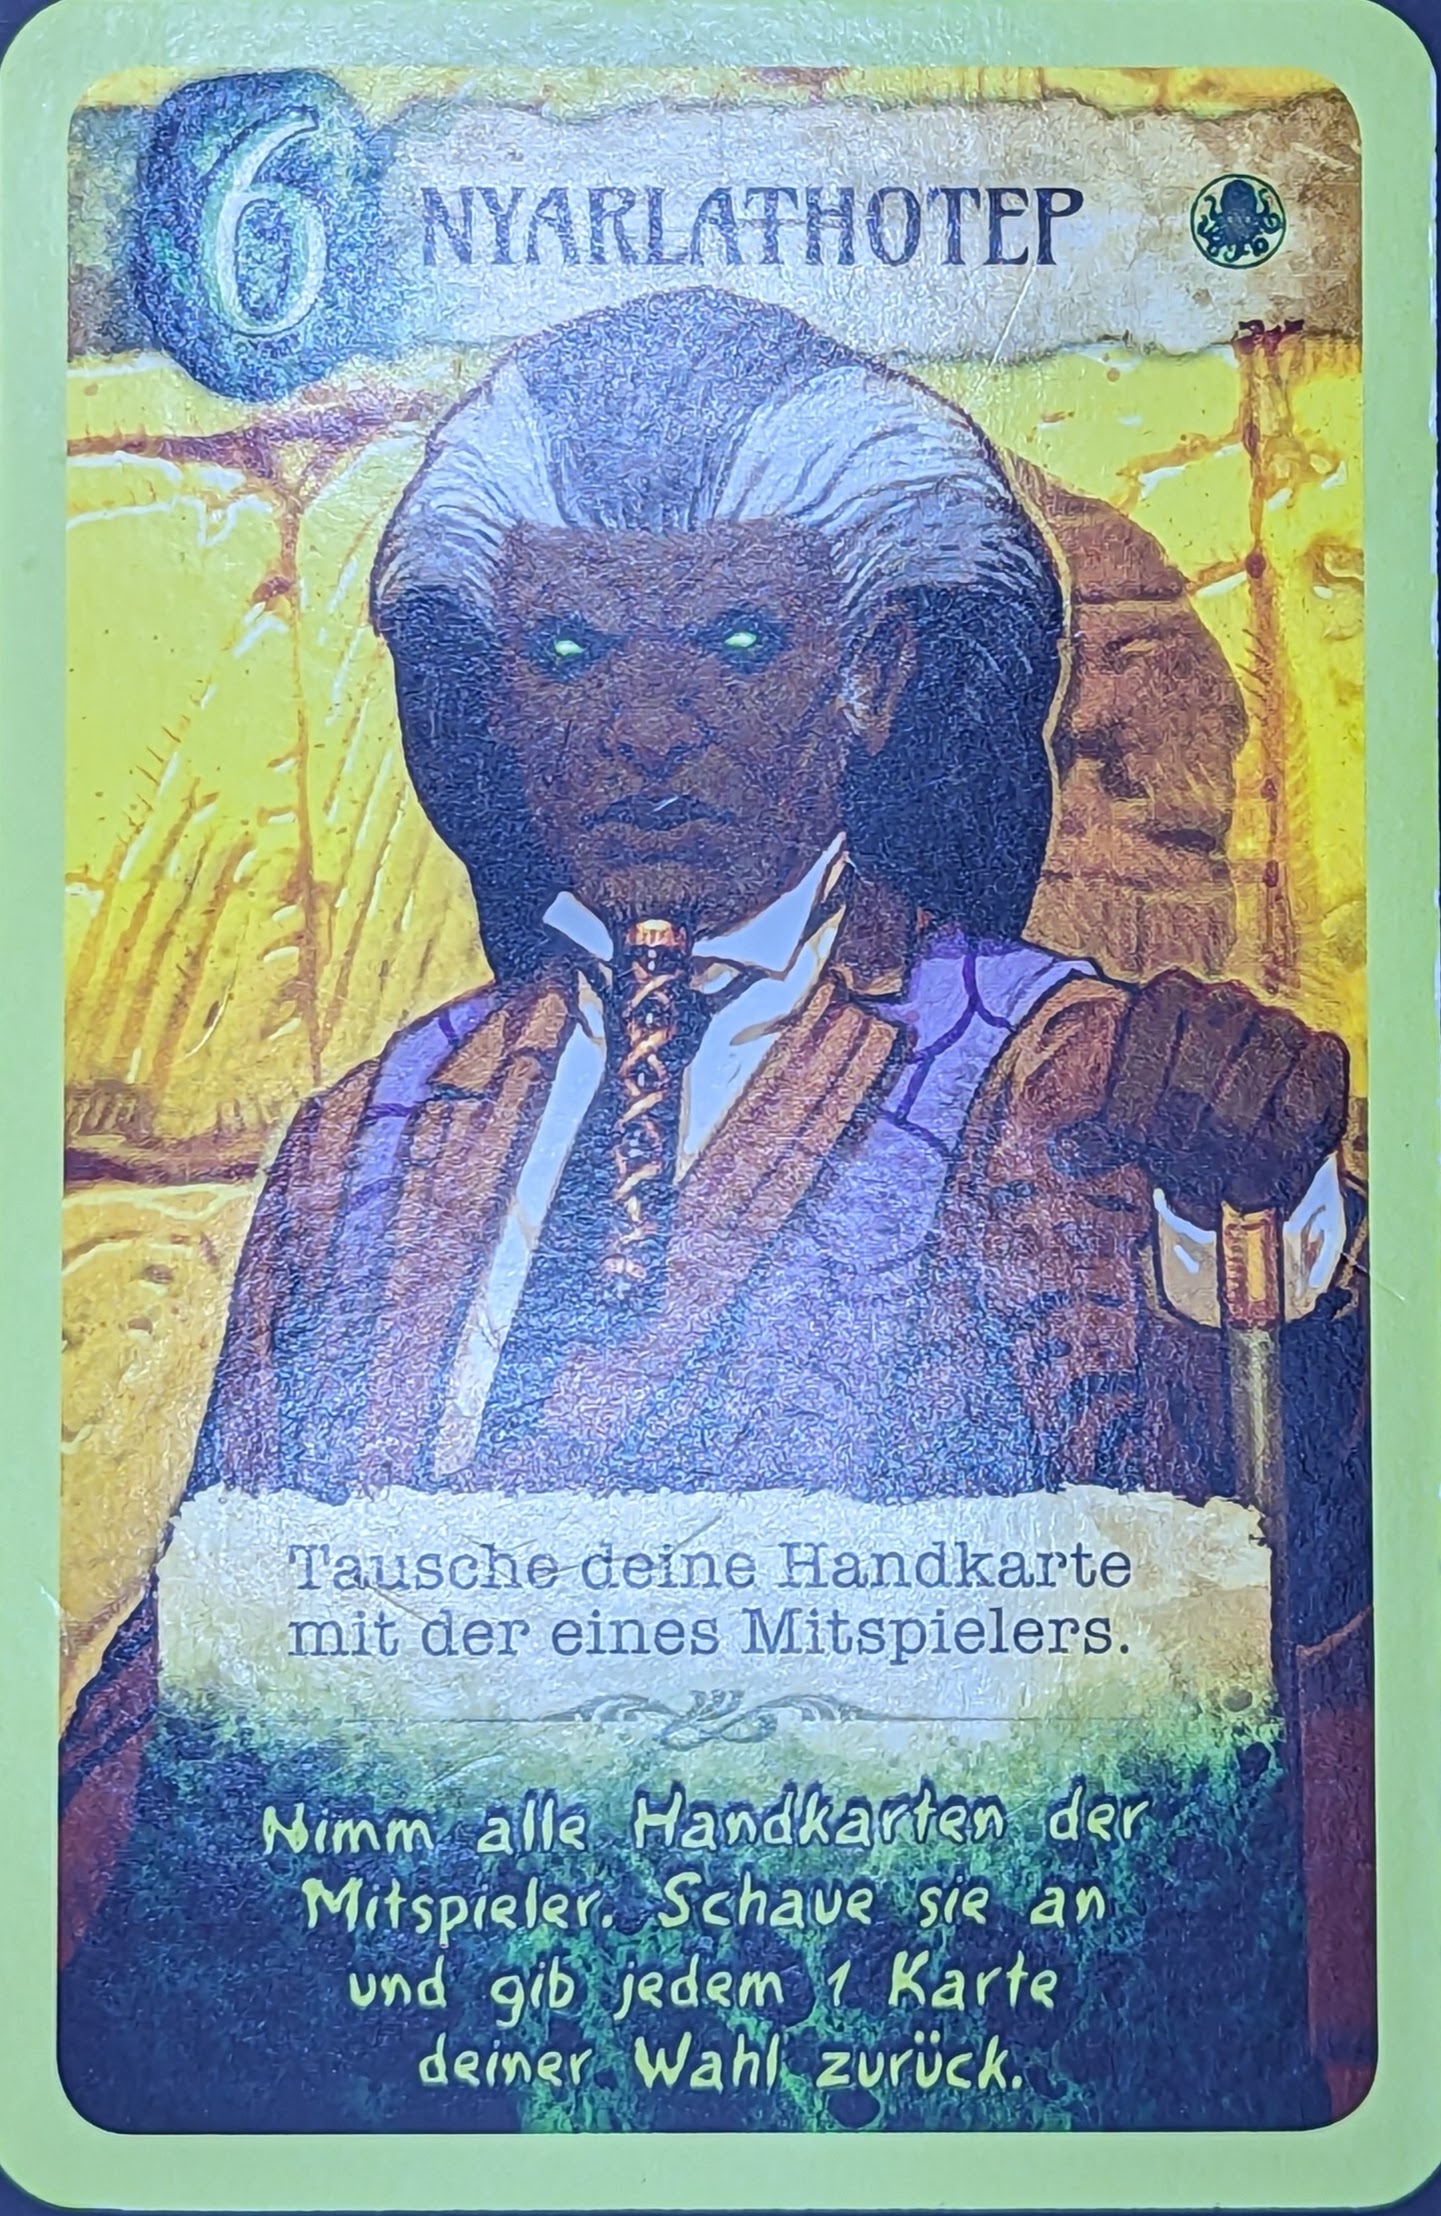 6
NYARLATHOTEP
Tausche deine Handkarte
mit der eines Mitspielers.
Nimm alle Handkarten der
Mitspieler. Schaue sie an
und gib jedem 1 Karte
deiner Wahl zurück.